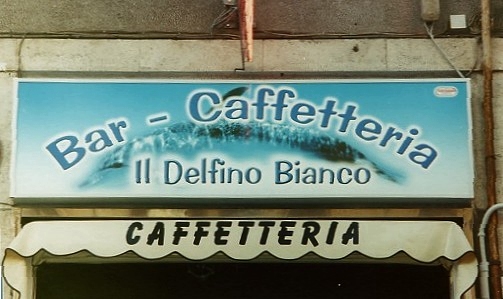 Bar - Caffetteria
Il Delfino Bianco
CAFFETTERIA